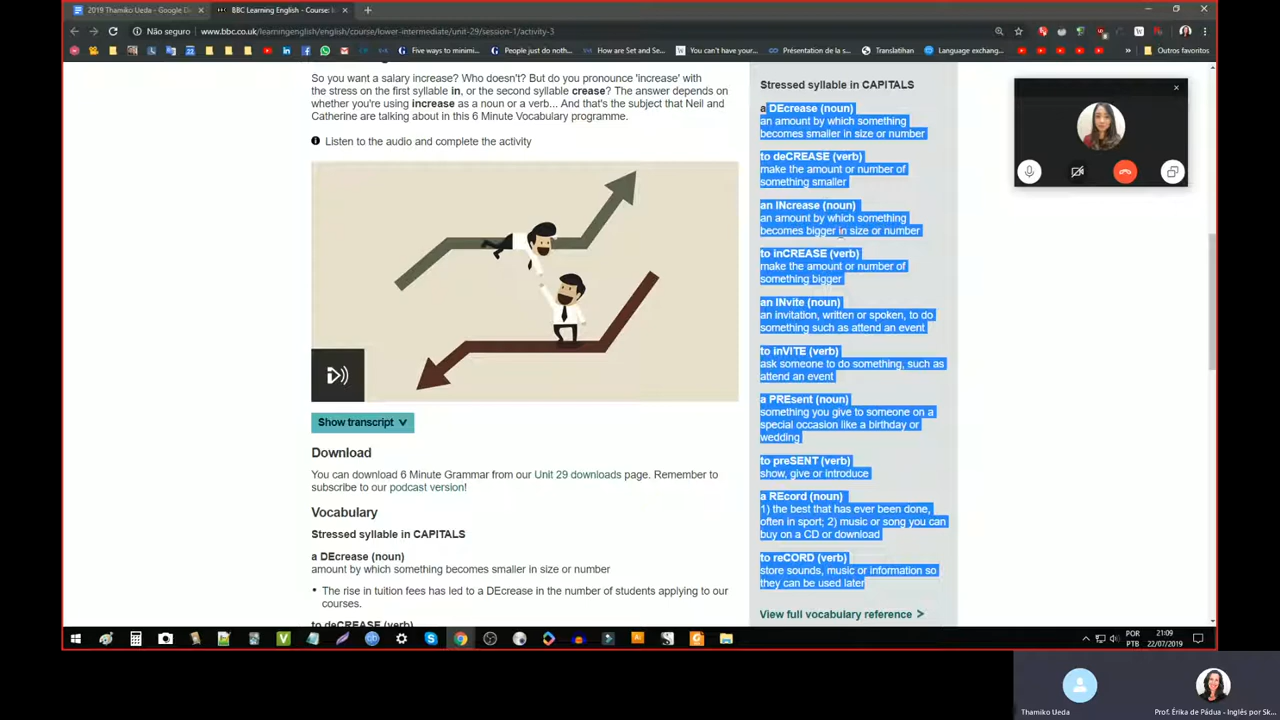 2019 Thamiko Ueda - Google D
BBC Learning English - Course: l
Não seguro
www.bbc.co.uk/learningenglish/english/course/lower-intermediate/unit-29/session-1/activity-3
Five ways to minimi...
People just do noth...
How are Set and Se...
You can't have your...
Présentation de la s...
Translatihan
Language exchang...
Outros favoritos
So you want a salary increase? Who doesn't? But do you pronounce 'increase' with
the stress on the first syllable in, or the second syllable crease? The answer depends on
whether you're using increase as a noun or a verb... And that's the subject that Neil and
Catherine are talking about in this 6 Minute Vocabulary programme.
Listen to the audio and complete the activity
Show transcript
Download
You can download 6 Minute Grammar from our Unit 29 downloads page. Remember to
subscribe to our podcast version!
Vocabulary
Stressed syllable in CAPITALS
a DEcrease (noun)
amount by which something becomes smaller in size or number
• The rise in tuition fees has led to a DEcrease in the number of students applying to our
courses.
to deCREASE (verb)
Stressed syllable in CAPITALS
a DEcrease (noun)
an amount by which something
becomes smaller in size or number
to deCREASE (verb)
make the amount or number of
something smaller
an INcrease (noun)
an amount by which something
becomes bigger in size or number
to inCREASE (verb)
make the amount or number of
something bigger
an INvite (noun)
an invitation, written or spoken, to do
something such as attend an event
to inVITE (verb)
ask someone to do something, such as
attend an event
a PREsent (noun)
something you give to someone on a
special occasion like a birthday or
wedding
to preSENT (verb)
show, give or introduce
a REcord (noun)
1) the best that has ever been done,
often in sport; 2) music or song you can
buy on a CD or download
to reCORD (verb)
store sounds, music or information so
they can be used later
View full vocabulary reference
POR
PTB
21:09
22/07/2019
Thamiko Ueda
Prof. Érika de Pádua - Inglês por Sk...